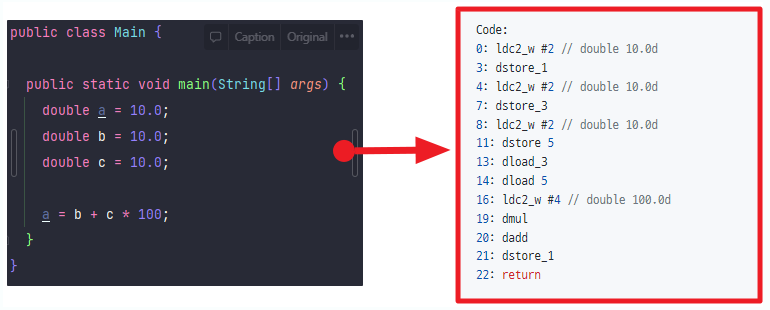 public class Main {
Caption
Original
•••
public static void main(String[] args) {
double a = 10.0;
double b = 10.0;
double c = 10.0;
a = b + c * 100;
}
}
Code:
0: ldc2_w #2 // double 10.0d
3: dstore_1
4: ldc2_w #2 // double 10.0d
7: dstore_3
8: ldc2_w #2 // double 10.0d
11: dstore 5
13: dload_3
14: dload 5
16: ldc2_w #4 // double 100.0d
19: dmul
20: dadd
21: dstore_1
22: return